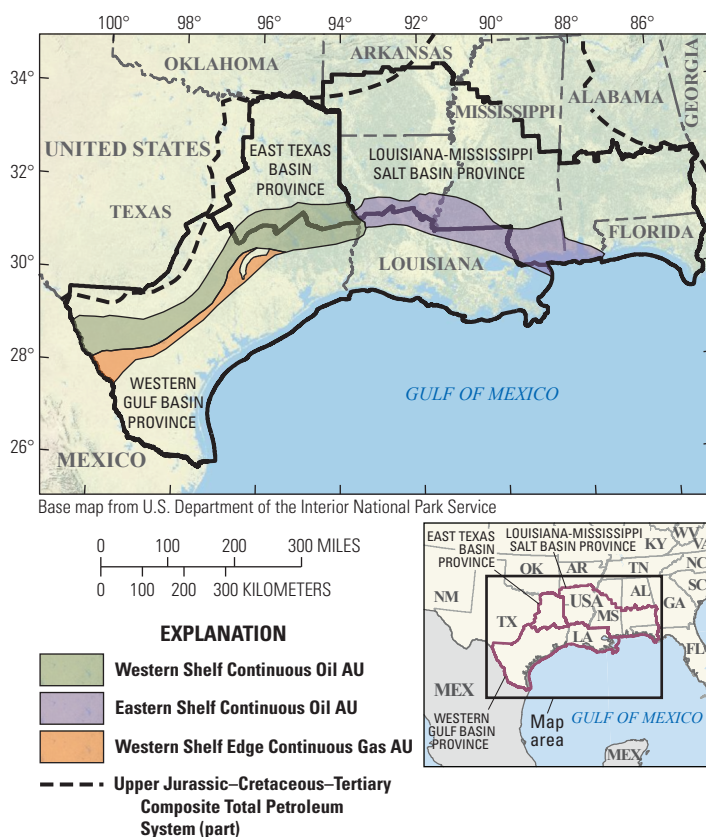 100° 98° 96° 94° 92° 90° 88° 86°
34°
32°
30°
28°
26°
OKLAHOMA
ARKANSAS
GEORGIA
MISSISSIPPI
ALABAMA
UNITED STATES
EAST TEXAS
BASIN
PROVINCE
LOUISIANA-MISSISSIPPI
SALT BASIN PROVINCE
TEXAS
FLORIDA
LOUISIANA
WESTERN
GULF BASIN
PROVINCE
GULF OF MEXICO
MEXICO
Base map from U.S. Department of the Interior National Park Service
0 100 200 300 MILES
0 100 200 300 KILOMETERS
EXPLANATION
Western Shelf Continuous Oil AU
Eastern Shelf Continuous Oil AU
Western Shelf Edge Continuous Gas AU
Upper Jurassic–Cretaceous–Tertiary
Composite Total Petroleum
System (part)
EAST TEXAS
BASIN
PROVINCE
LOUISIANA-MISSISSIPPI
SALT BASIN PROVINCE
KY
WV
VA
OK
AR
TN
NC
NM
USA
AL
SC
TX
MS
GA
LA
FL
MEX
WESTERN
GULF BASIN
PROVINCE
Map
area
GULF OF MEXICO
MEX